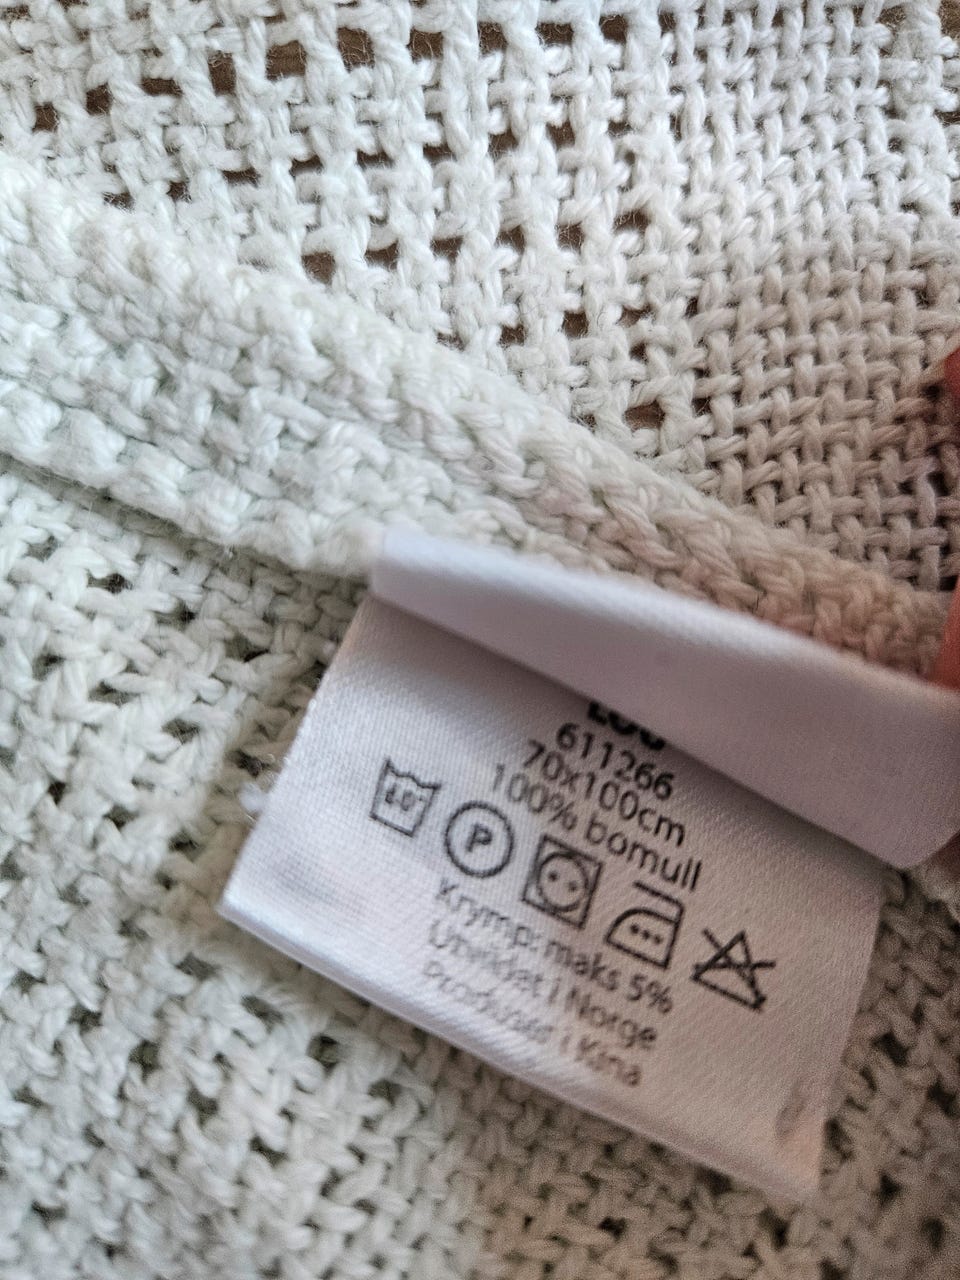 611266
70x100cm
100% bomull
P
Krymp: maks 5%
Utviklet i Norge
Produsert i Kina